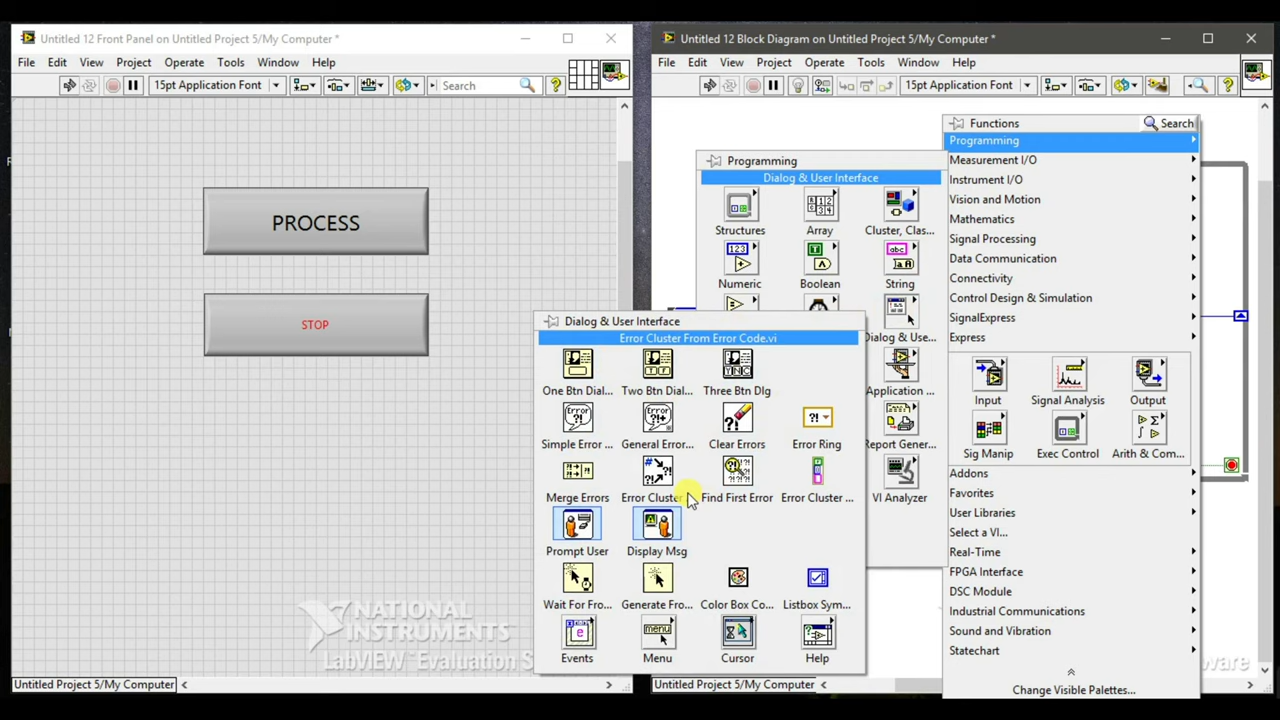 Untitled 12 Front Panel on Untitled Project 5/My Computer *
File Edit View Project Operate Tools Window Help
15pt Application Font
Search
PROCESS
STOP
NATIONAL
INSTRUMENTS
LabVIEW™ Evaluation S
Untitled Project 5/My Computer
Untitled 12 Block Diagram on Untitled Project 5/My Computer *
File Edit View Project Operate Tools Window Help
15pt Application Font
Functions
Search
Programming
Measurement I/O
Instrument I/O
Vision and Motion
Mathematics
Signal Processing
Data Communication
Connectivity
Control Design & Simulation
SignalExpress
Express
Input Signal Analysis Output
Sig Manip Exec Control Arith & Com...
Addons
Favorites
User Libraries
Select a VI...
Real-Time
FPGA Interface
DSC Module
Industrial Communications
Sound and Vibration
Statechart
Change Visible Palettes...
Programming
Dialog & User Interface
Structures Array Cluster, Clas...
Numeric Boolean String
Dialog & Use...
Application ...
Report Gener...
VI Analyzer
Dialog & User Interface
Error Cluster From Error Code.vi
One Btn Dial... Two Btn Dial... Three Btn Dlg
Simple Error ... General Error... Clear Errors Error Ring
Merge Errors Error Cluster Find First Error Error Cluster ...
Prompt User Display Msg
Wait For Fro... Generate Fro... Color Box Co... Listbox Sym...
Events Menu Cursor Help
Untitled Project 5/My Computer
ware